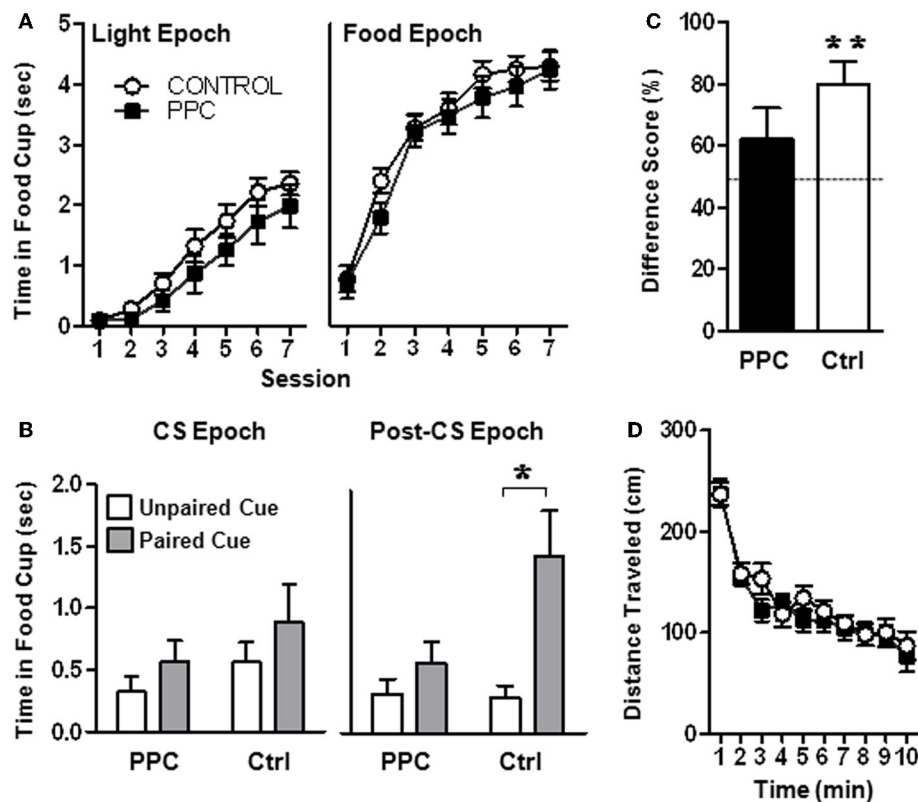 A
Light Epoch
Food Epoch
CONTROL
PPC
Time in Food Cup (sec)
5
4
3
2
1
0
1 2 3 4 5 6 7
1 2 3 4 5 6 7
Session
C
**
Difference Score (%)
100
80
60
40
20
0
PPC Ctrl
B
CS Epoch
Post-CS Epoch
*
Unpaired Cue
Paired Cue
Time in Food Cup (sec)
2.0
1.5
1.0
0.5
0.0
PPC Ctrl
PPC Ctrl
D
Distance Traveled (cm)
300
200
100
0
1 2 3 4 5 6 7 8 9 10
Time (min)